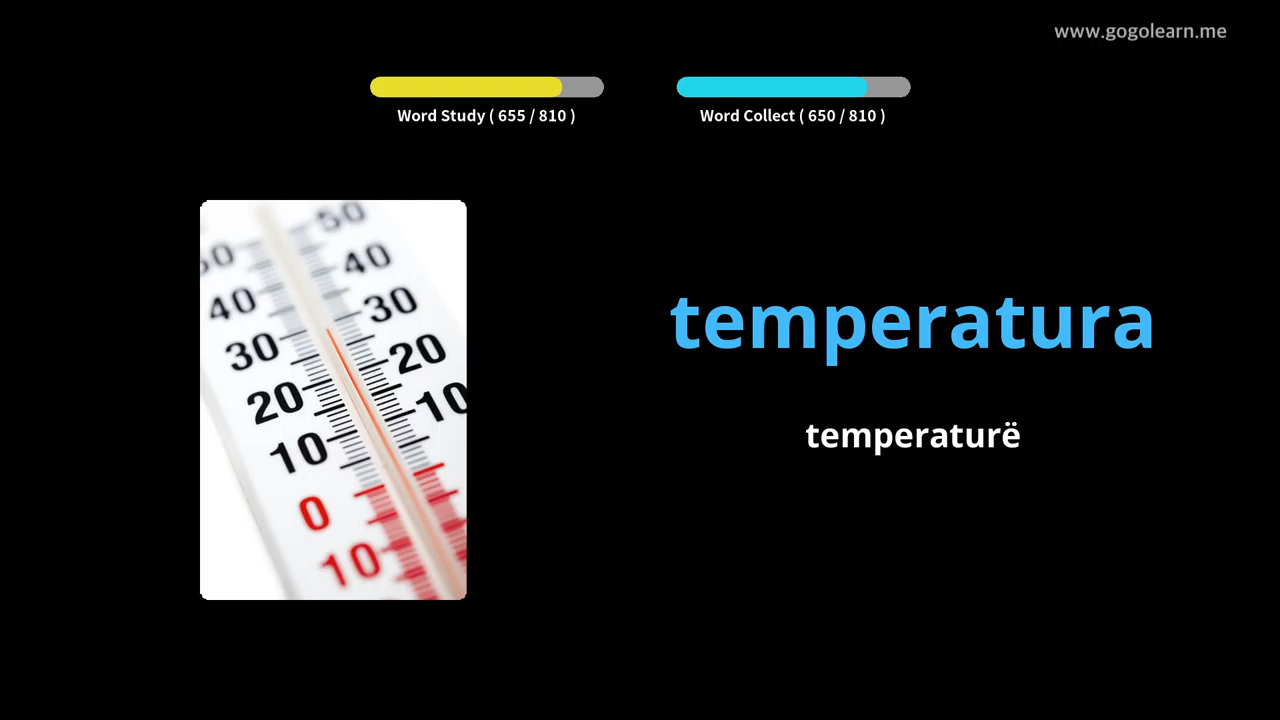 www.gogolearn.me
Word Study ( 655 / 810 )
Word Collect ( 650 / 810 )
50
40
40
30
30
20
20
10
10
0
10
temperatura
temperaturë